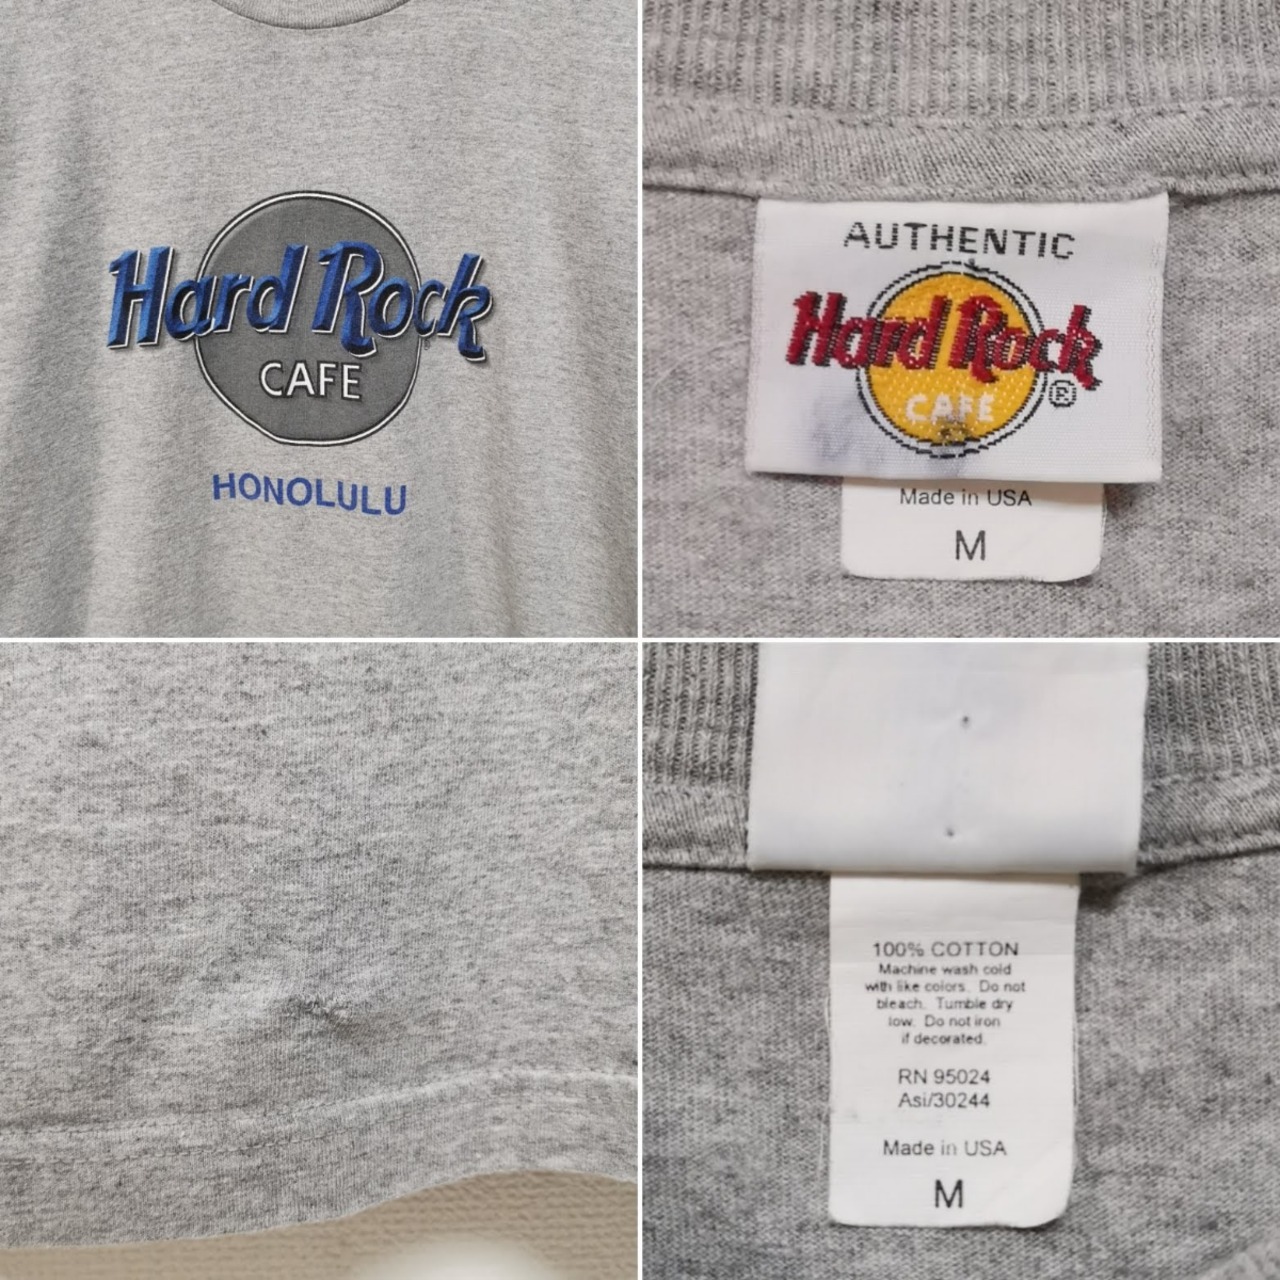 Hard Rock
CAFE
HONOLULU
AUTHENTIC
Hard Rock
®
CAFE
Made in USA
M
100% COTTON
Machine wash cold
with like colors. Do not
bleach. Tumble dry
low. Do not iron
if decorated.
RN 95024
Asi/30244
Made in USA
M